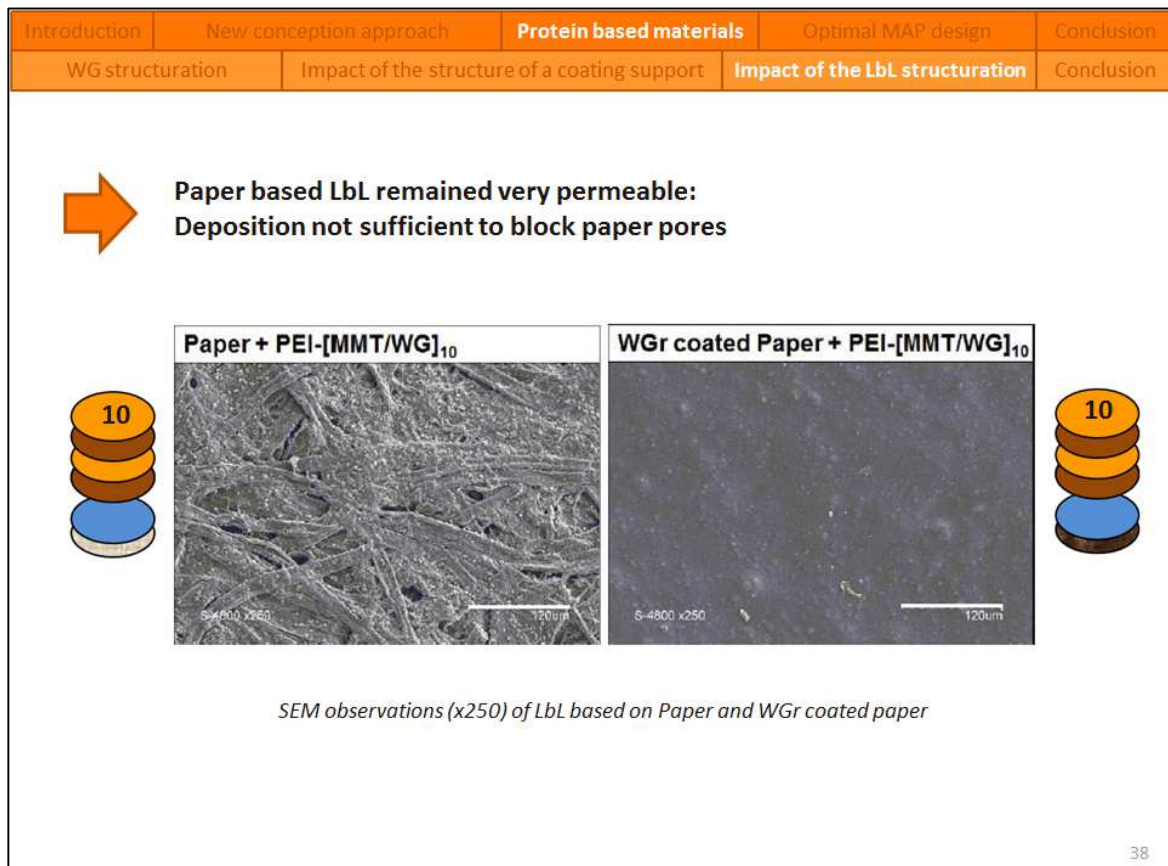 Introduction New conception approach Protein based materials Optimal MAP design Conclusion
WG structuration Impact of the structure of a coating support Impact of the LbL structuration Conclusion
Paper based LbL remained very permeable:
Deposition not sufficient to block paper pores
Paper + PEI-[MMT/WG]10
WGr coated Paper + PEI-[MMT/WG]10
10
10
S-4800 x250 120um
S-4800 x250 120um
SEM observations (x250) of LbL based on Paper and WGr coated paper
38